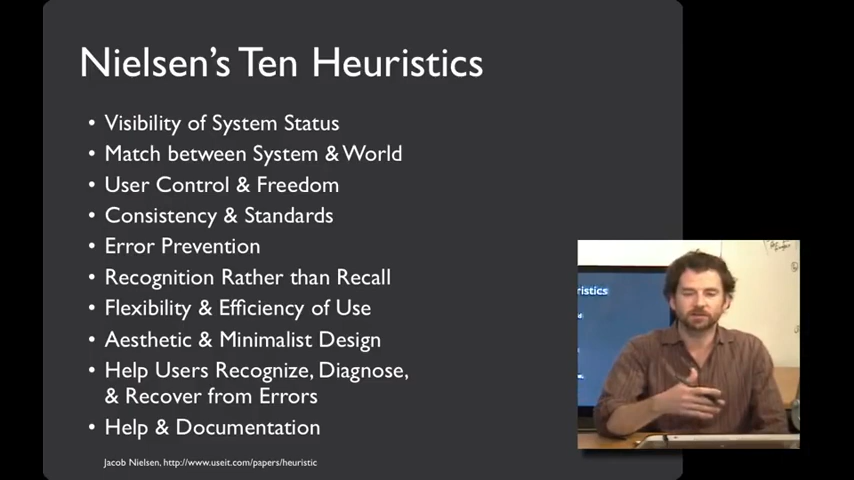 Nielsen's Ten Heuristics
• Visibility of System Status
• Match between System & World
• User Control & Freedom
• Consistency & Standards
• Error Prevention
• Recognition Rather than Recall
• Flexibility & Efficiency of Use
• Aesthetic & Minimalist Design
• Help Users Recognize, Diagnose,
& Recover from Errors
• Help & Documentation
Jacob Nielsen, http://www.useit.com/papers/heuristic
ristics